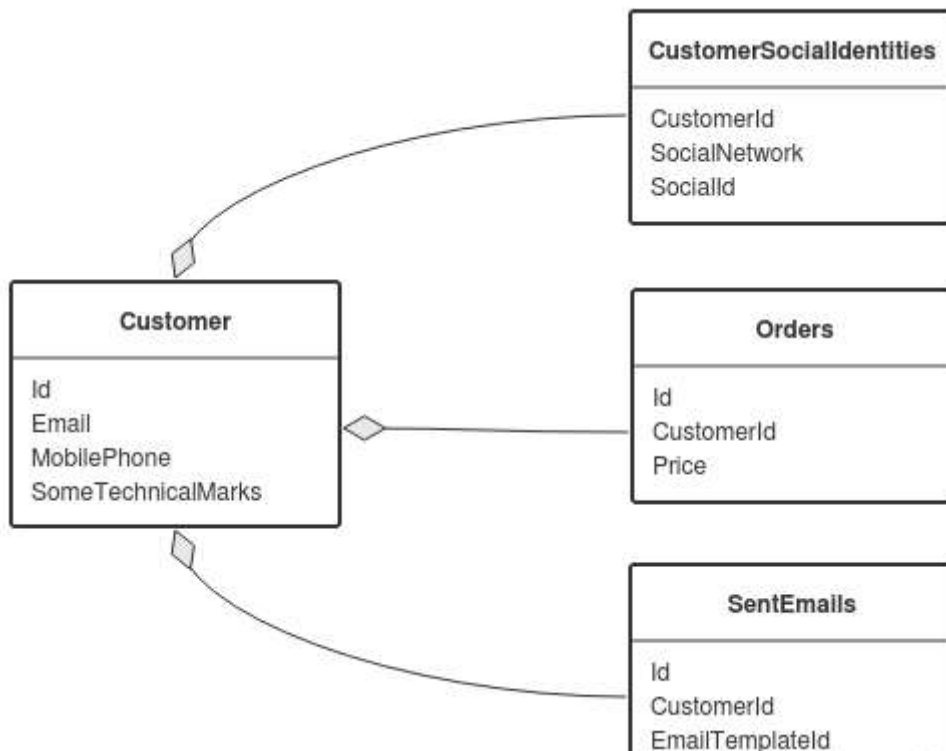 CustomerSocialIdentities
CustomerId
SocialNetwork
SocialId
Customer
Id
Email
MobilePhone
SomeTechnicalMarks
Orders
Id
CustomerId
Price
SentEmails
Id
CustomerId
EmailTemplateId